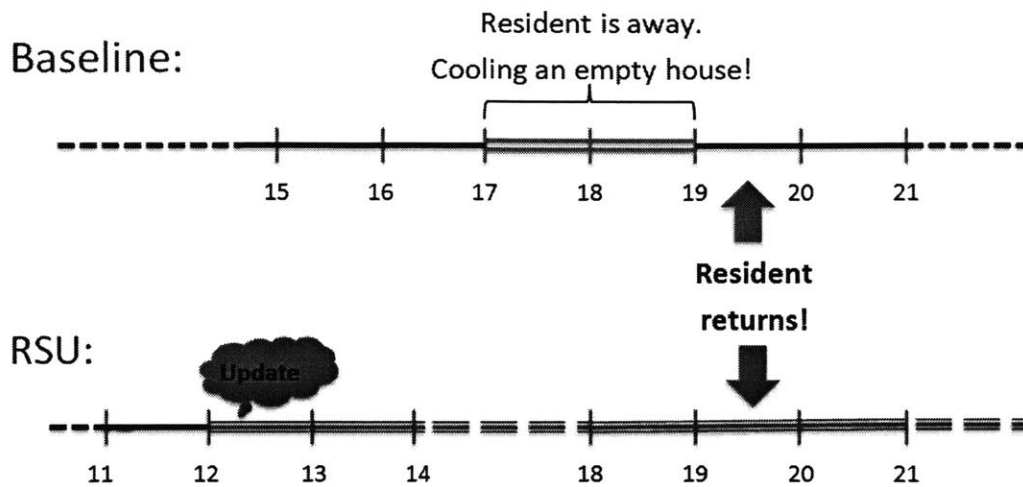 Resident is away.
Baseline:
Cooling an empty house!
15 16 17 18 19 20 21
Resident
returns!
RSU:
Update
11 12 13 14 18 19 20 21